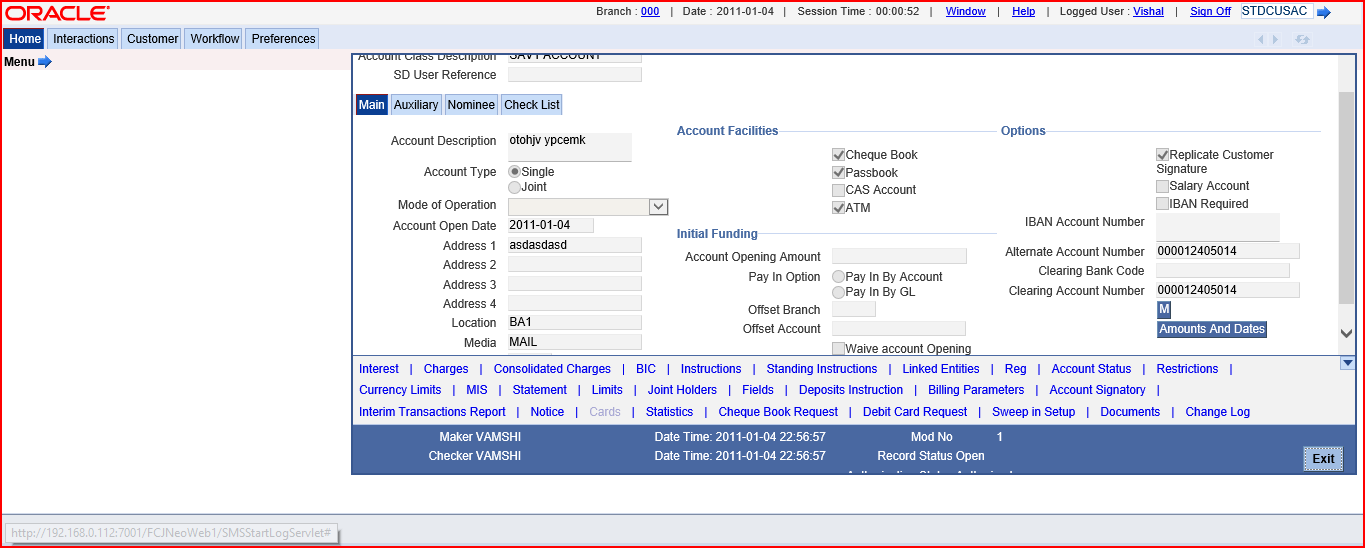 ORACLE Branch : 000 | Date : 2011-01-04 | Session Time : 00:00:52 | Window | Help | Logged User : Vishal | Sign Off STDCUSAC
Home Interactions Customer Workflow Preferences
Menu
Account Class Description SAVI ACCOUNT
SD User Reference
Main Auxiliary Nominee Check List
Account Description otohjv ypcemk
Account Type Single
Joint
Mode of Operation
Account Open Date 2011-01-04
Address 1 asdasdasd
Address 2
Address 3
Address 4
Location BA1
Media MAIL
Account Facilities
Cheque Book
Passbook
CAS Account
ATM
Initial Funding
Account Opening Amount
Pay In Option Pay In By Account
Pay In By GL
Offset Branch
Offset Account
Waive account Opening
Options
Replicate Customer
Signature
Salary Account
IBAN Required
IBAN Account Number
Alternate Account Number 000012405014
Clearing Bank Code
Clearing Account Number 000012405014
M
Amounts And Dates
Interest | Charges | Consolidated Charges | BIC | Instructions | Standing Instructions | Linked Entities | Reg | Account Status | Restrictions |
Currency Limits | MIS | Statement | Limits | Joint Holders | Fields | Deposits Instruction | Billing Parameters | Account Signatory |
Interim Transactions Report | Notice | Cards | Statistics | Cheque Book Request | Debit Card Request | Sweep in Setup | Documents | Change Log
Maker VAMSHI Date Time: 2011-01-04 22:56:57 Mod No 1
Checker VAMSHI Date Time: 2011-01-04 22:56:57 Record Status Open
Exit
http://192.168.0.112:7001/FCJNeoWeb1/SMSStartLogServlet#